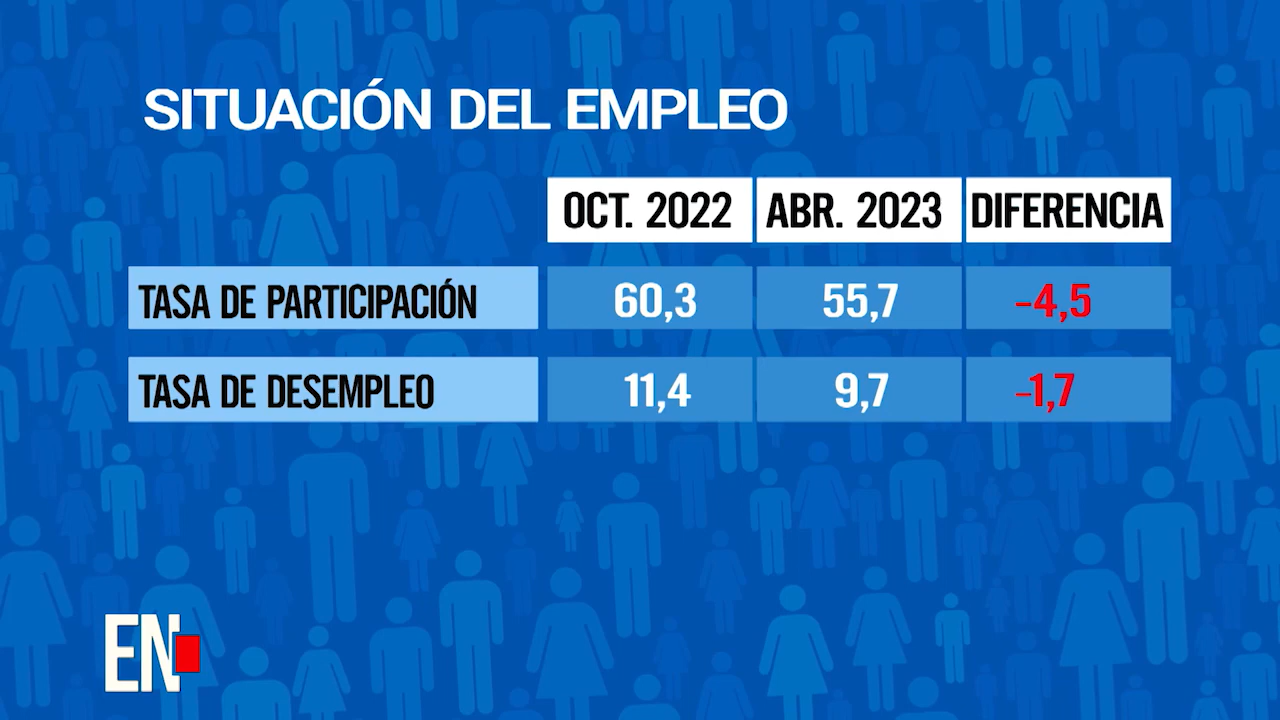 SITUACIÓN DEL EMPLEO
OCT. 2022 ABR. 2023 DIFERENCIA
TASA DE PARTICIPACIÓN 60,3 55,7 -4,5
TASA DE DESEMPLEO 11,4 9,7 -1,7
EN